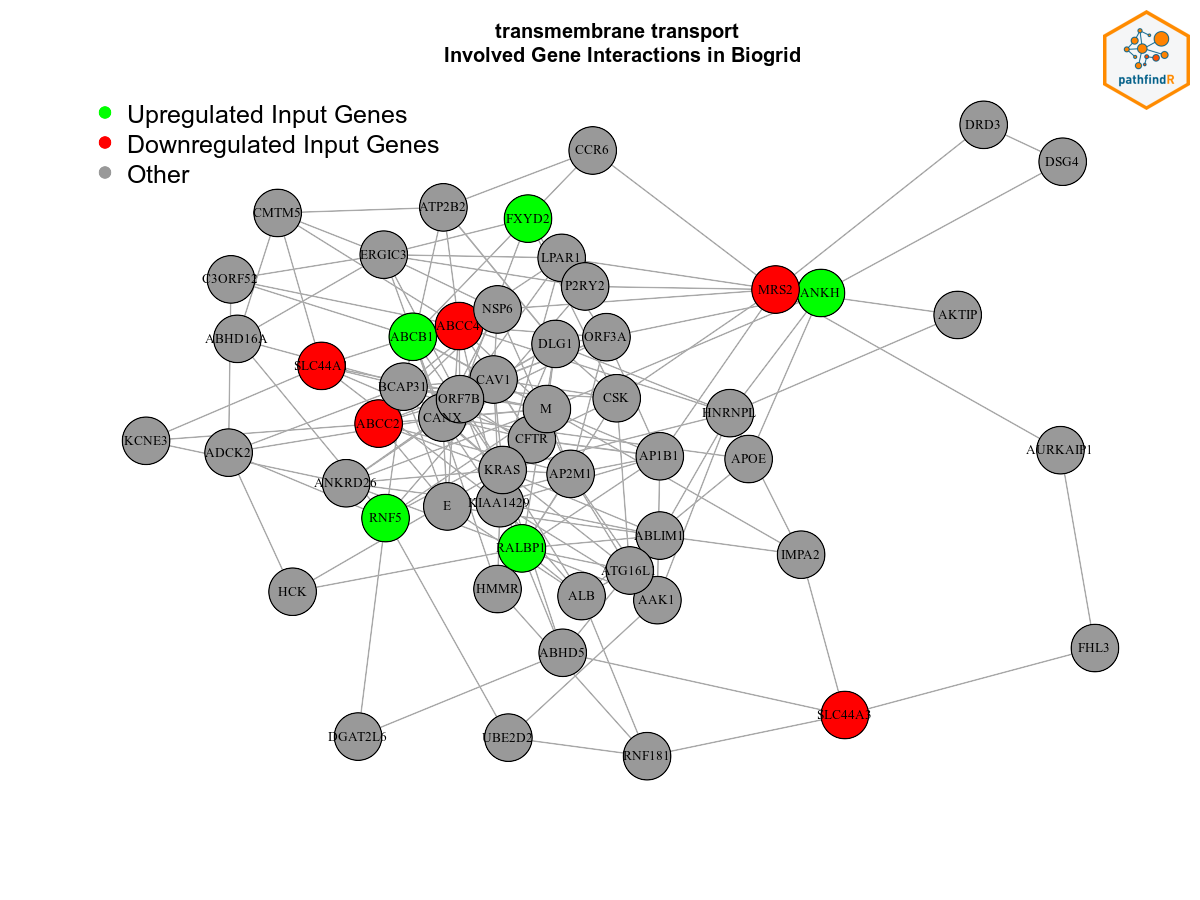 transmembrane transport
Involved Gene Interactions in Biogrid
pathfindR
Upregulated Input Genes
Downregulated Input Genes
Other
DRD3
CCR6
DSG4
ATP2B2
CMTM5
FXYD2
ERGIC3
LPAR1
C3ORF52
P2RY2
MRS2
ANKH
NSP6
AKTIP
ABCC4
ABCB1
ORF3A
ABHD16A
DLG1
SLC44A
CAV1
BCAP31
ORF7B
CSK
M
HNRNPL
CANX
ABCC2
KCNE3
CFTR
AURKAIP1
ADCK2
AP1B1
APOE
KRAS
AP2M1
ANKRD26
KIAA1429
E
RNF5
ABLIM1
RALBP1
IMPA2
ATG16L1
HMMR
HCK
ALB
AAK1
FHL3
ABHD5
SLC44A3
DGAT2L6
UBE2D2
RNF181